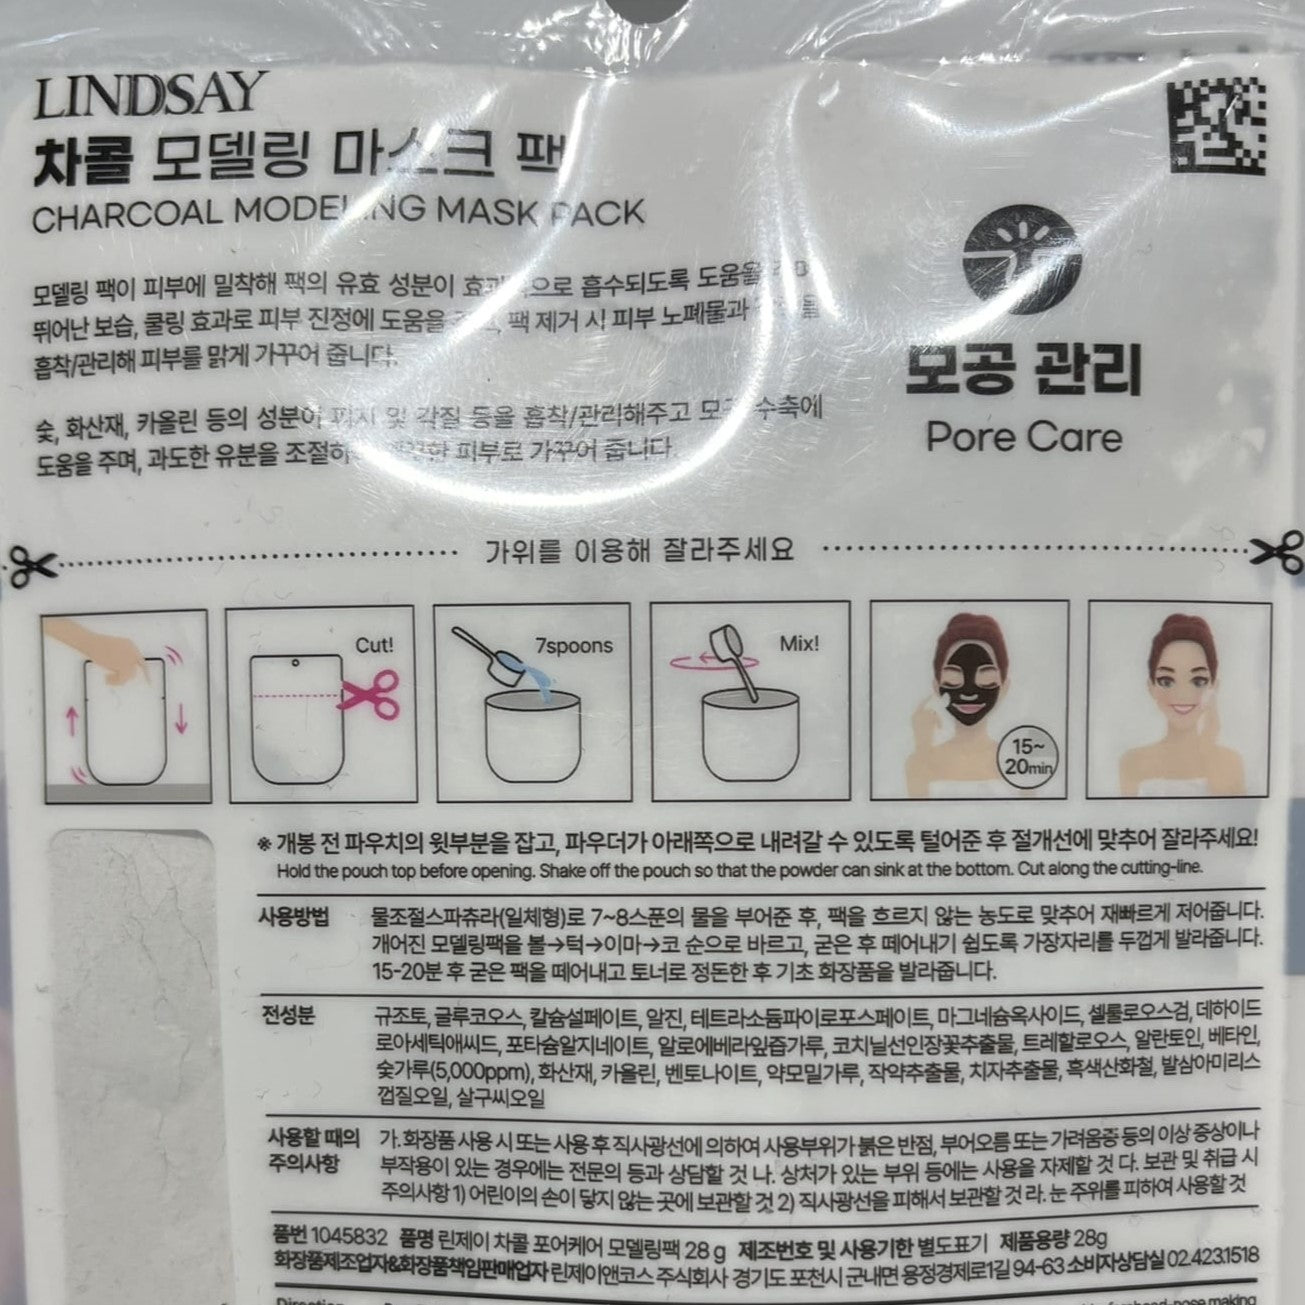 LINDSAY
차콜 모델링 마스크 팩
CHARCOAL MODELING MASK PACK
모델링 팩이 피부에 밀착해 팩의 유효 성분이 효과적으로 흡수되도록 도움을
뛰어난 보습, 쿨링 효과로 피부 진정에 도움을 팩 제거 시 피부 노폐물과
흡착/관리해 피부를 맑게 가꾸어 줍니다.
숯, 화산재, 카올린 등의 성분이 피지 및 각질 등을 흡착/관리해주고 모공 수축에
도움을 주며, 과도한 유분을 조절 피부로 가꾸어 줍니다.
모공 관리
Pore Care
가위를 이용해 잘라주세요
Cut!
7spoons
Mix!
15~
20min
※ 개봉 전 파우치의 윗부분을 잡고, 파우더가 아래쪽으로 내려갈 수 있도록 털어준 후 절개선에 맞추어 잘라주세요!
Hold the pouch top before opening. Shake off the pouch so that the powder can sink at the bottom. Cut along the cutting-line.
사용방법 물조절스파츄라(일체형)로 7~8스푼의 물을 부어준 후, 팩을 흐르지 않는 농도로 맞추어 재빠르게 저어줍니다.
개어진 모델링팩을 볼→턱→이마→코 순으로 바르고, 굳은 후 떼어내기 쉽도록 가장자리를 두껍게 발라줍니다.
15-20분 후 굳은 팩을 떼어내고 토너로 정돈한 후 기초 화장품을 발라줍니다.
전성분 규조토, 글루코오스, 칼슘설페이트, 알진, 테트라소듐파이로포스페이트, 마그네슘옥사이드, 셀룰로오스검, 데하이드
로아세틱애씨드, 포타슘알지네이트, 알로에베라잎즙가루, 코치닐선인장꽃추출물, 트레할로오스, 알란토인, 베타인,
숯가루(5,000ppm), 화산재, 카올린, 벤토나이트, 약모밀가루, 작약추출물, 치자추출물, 흑색산화철, 발삼아미리스
껍질오일, 살구씨오일
사용할 때의 가. 화장품 사용 시 또는 사용 후 직사광선에 의하여 사용부위가 붉은 반점, 부어오름 또는 가려움증 등의 이상 증상이나
주의사항 부작용이 있는 경우에는 전문의 등과 상담할 것 나. 상처가 있는 부위 등에는 사용을 자제할 것 다. 보관 및 취급 시
주의사항 1) 어린이의 손이 닿지 않는 곳에 보관할 것 2) 직사광선을 피해서 보관할 것 라. 눈 주위를 피하여 사용할 것
품번 1045832 품명 린제이 차콜 포어케어 모델링팩 28 g 제조번호 및 사용기한 별도표기 제품용량 28g
화장품제조업자&화장품책임판매업자 린제이앤코스 주식회사 경기도 포천시 군내면 용정경제로1길 94-63 소비자상담실 02.423.1518